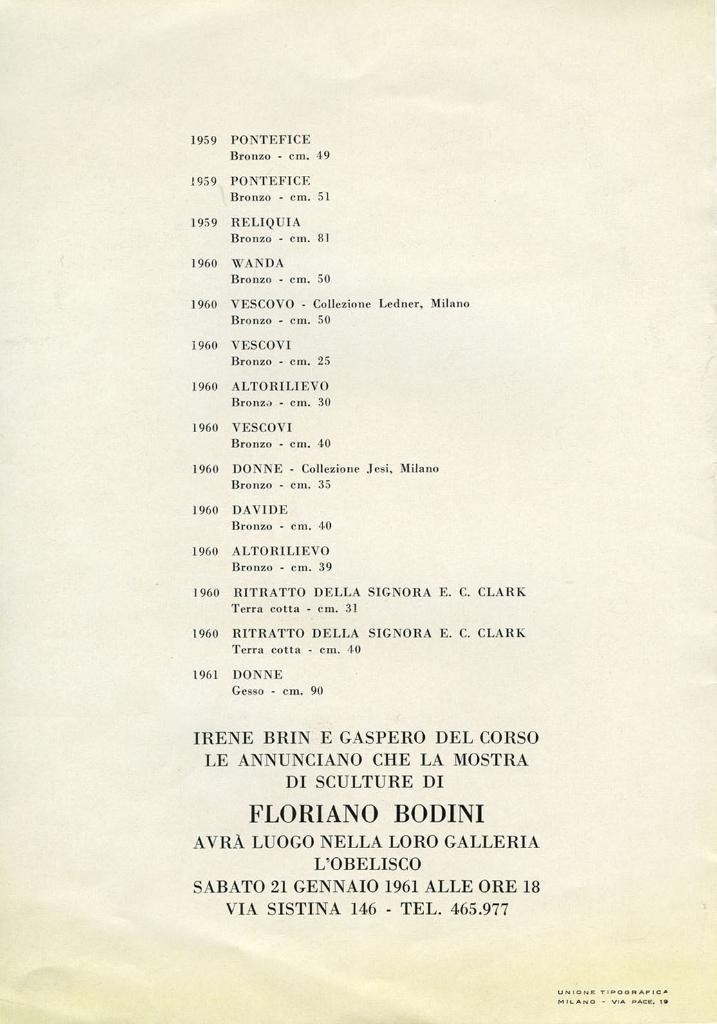 1959 PONTEFICE
Bronzo - cm. 49
1959 PONTEFICE
Bronzo - cm. 51
1959 RELIQUIA
Bronzo - cm. 81
1960 WANDA
Bronzo - cm. 50
1960 VESCOVO - Collezione Ledner, Milano
Bronzo - cm. 50
1960 VESCOVI
Bronzo - cm. 25
1960 ALTORILIEVO
Bronzo - cm. 30
1960 VESCOVI
Bronzo - cm. 40
1960 DONNE - Collezione Jesi, Milano
Bronzo - cm. 35
1960 DAVIDE
Bronzo - cm. 40
1960 ALTORILIEVO
Bronzo - cm. 39
1960 RITRATTO DELLA SIGNORA E. C. CLARK
Terra cotta - cm. 31
1960 RITRATTO DELLA SIGNORA E. C. CLARK
Terra cotta - cm. 40
1961 DONNE
Gesso - cm. 90
IRENE BRIN E GASPERO DEL CORSO
LE ANNUNCIANO CHE LA MOSTRA
DI SCULTURE DI
FLORIANO BODINI
AVRÀ LUOGO NELLA LORO GALLERIA
L'OBELISCO
SABATO 21 GENNAIO 1961 ALLE ORE 18
VIA SISTINA 146 - TEL. 465.977
UNIONE TIPOGRAFICA
MILANO - VIA PACE, 19